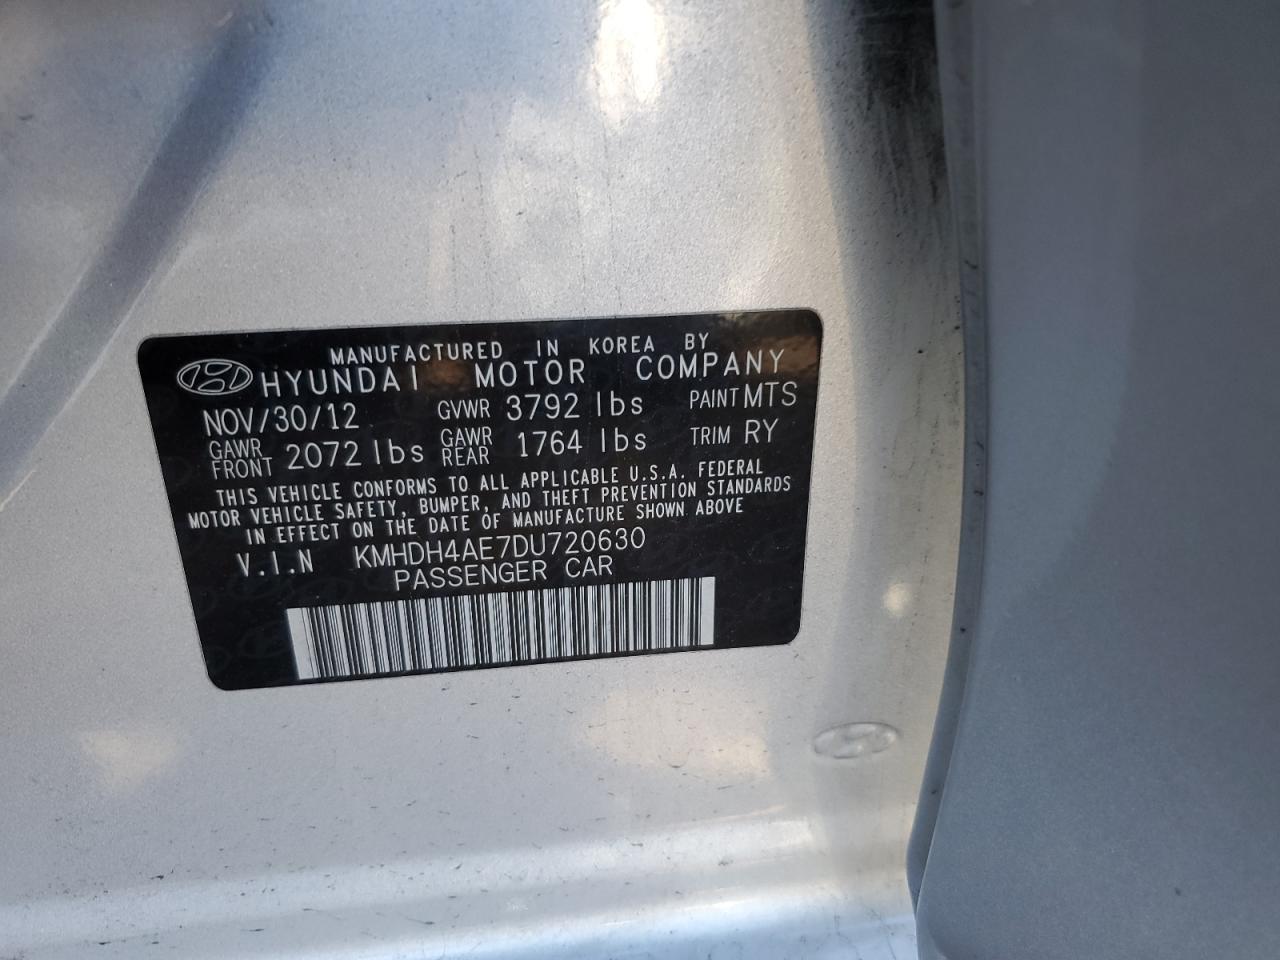 MANUFACTURED IN KOREA BY
HYUNDAI MOTOR COMPANY
NOV/30/12 GVWR 3792 lbs PAINT MTS
GAWR FRONT 2072 lbs GAWR REAR 1764 lbs TRIM RY
THIS VEHICLE CONFORMS TO ALL APPLICABLE U.S.A. FEDERAL
MOTOR VEHICLE SAFETY, BUMPER, AND THEFT PREVENTION STANDARDS
IN EFFECT ON THE DATE OF MANUFACTURE SHOWN ABOVE
V.I.N KMHDH4AE7DU720630
PASSENGER CAR